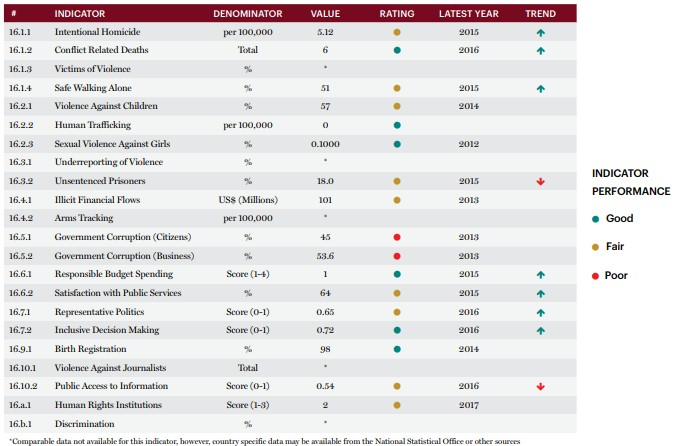 # INDICATOR DENOMINATOR VALUE RATING LATEST YEAR TREND
16.1.1 Intentional Homicide per 100,000 5.12 2015
16.1.2 Conflict Related Deaths Total 6 2016
16.1.3 Victims of Violence % *
16.1.4 Safe Walking Alone % 51 2015
16.2.1 Violence Against Children % 57 2014
16.2.2 Human Trafficking per 100,000 0
16.2.3 Sexual Violence Against Girls % 0.1000 2012
16.3.1 Underreporting of Violence % *
16.3.2 Unsentenced Prisoners % 18.0 2015
16.4.1 Illicit Financial Flows US$ (Millions) 101 2013
16.4.2 Arms Tracking per 100,000 *
16.5.1 Government Corruption (Citizens) % 45 2013
16.5.2 Government Corruption (Business) % 53.6 2013
16.6.1 Responsible Budget Spending Score (1-4) 1 2015
16.6.2 Satisfaction with Public Services % 64 2015
16.7.1 Representative Politics Score (0-1) 0.65 2016
16.7.2 Inclusive Decision Making Score (0-1) 0.72 2016
16.9.1 Birth Registration % 98 2014
16.10.1 Violence Against Journalists Total *
16.10.2 Public Access to Information Score (0-1) 0.54 2016
16.a.1 Human Rights Institutions Score (1-3) 2 2017
16.b.1 Discrimination % *
*Comparable data not available for this indicator, however, country specific data may be available from the National Statistical Office or other sources
INDICATOR
PERFORMANCE
Good
Fair
Poor